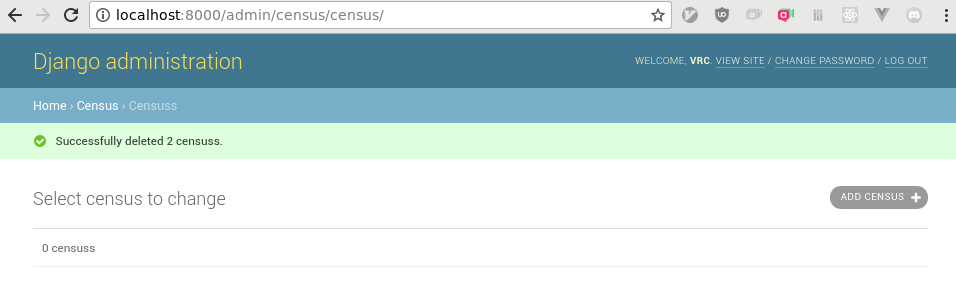 localhost:8000/admin/census/census/
Django administration
WELCOME, VRC. VIEW SITE / CHANGE PASSWORD / LOG OUT
Home › Census › Censuss
Successfully deleted 2 censuss.
Select census to change
ADD CENSUS +
0 censuss